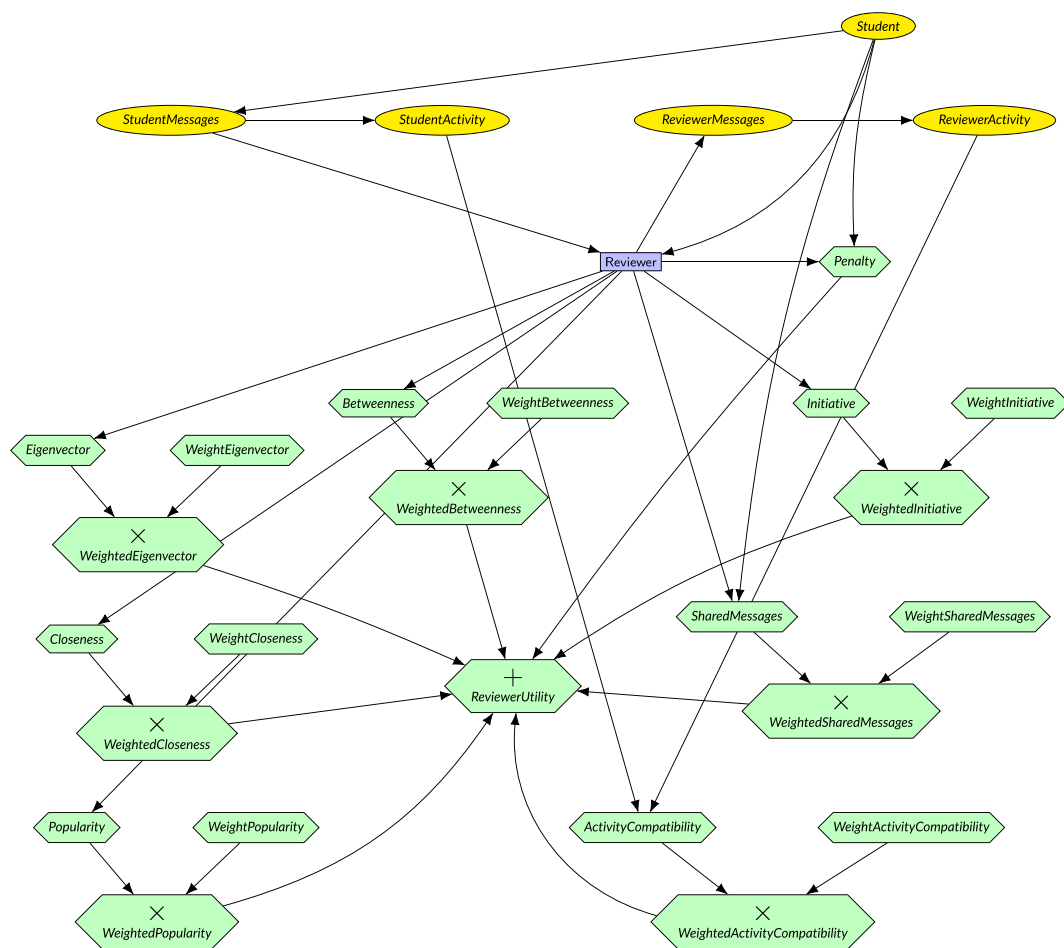 Student
StudentMessages
StudentActivity
ReviewerMessages
ReviewerActivity
Reviewer
Penalty
Betweenness
WeightBetweenness
Initiative
WeightInitiative
Eigenvector
WeightEigenvector
×
WeightedBetweenness
×
WeightedInitiative
×
WeightedEigenvector
SharedMessages
WeightSharedMessages
Closeness
WeightCloseness
+
ReviewerUtility
×
WeightedSharedMessages
×
WeightedCloseness
Popularity
WeightPopularity
ActivityCompatibility
WeightActivityCompatibility
×
WeightedPopularity
×
WeightedActivityCompatibility